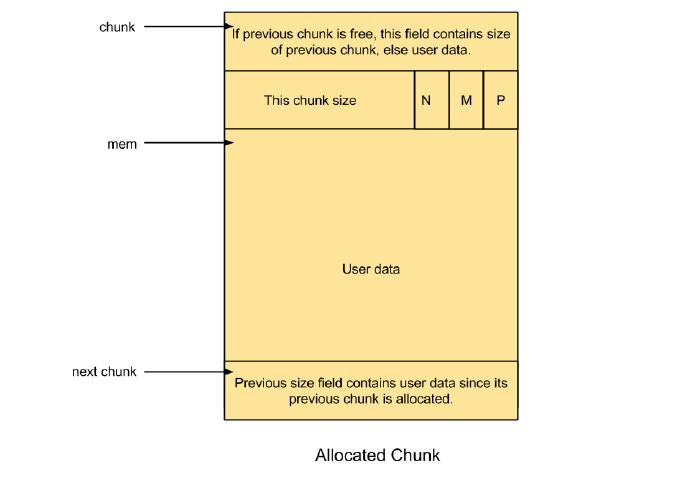 chunk
If previous chunk is free, this field contains size
of previous chunk, else user data.
This chunk size
N
M
P
mem
User data
next chunk
Previous size field contains user data since its
previous chunk is allocated.
Allocated Chunk